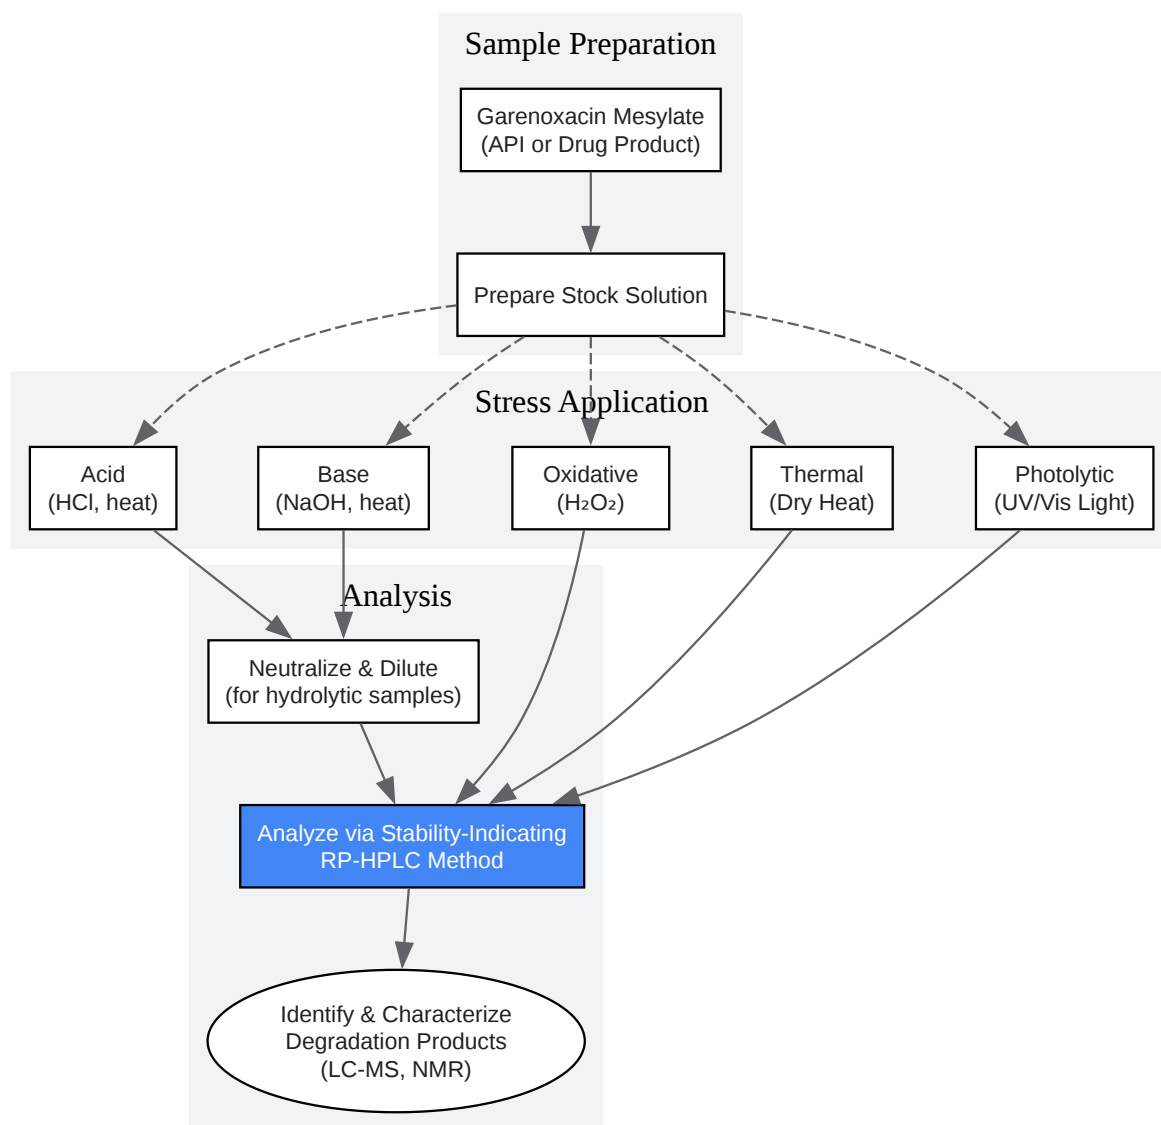 Sample Preparation
Garenoxacin Mesylate
(API or Drug Product)
Prepare Stock Solution
Stress Application
Acid
(HCl, heat)
Base
(NaOH, heat)
Oxidative
(H₂O₂)
Thermal
(Dry Heat)
Photolytic
(UV/Vis Light)
Analysis
Neutralize & Dilute
(for hydrolytic samples)
Analyze via Stability-Indicating
RP-HPLC Method
Identify & Characterize
Degradation Products
(LC-MS, NMR)